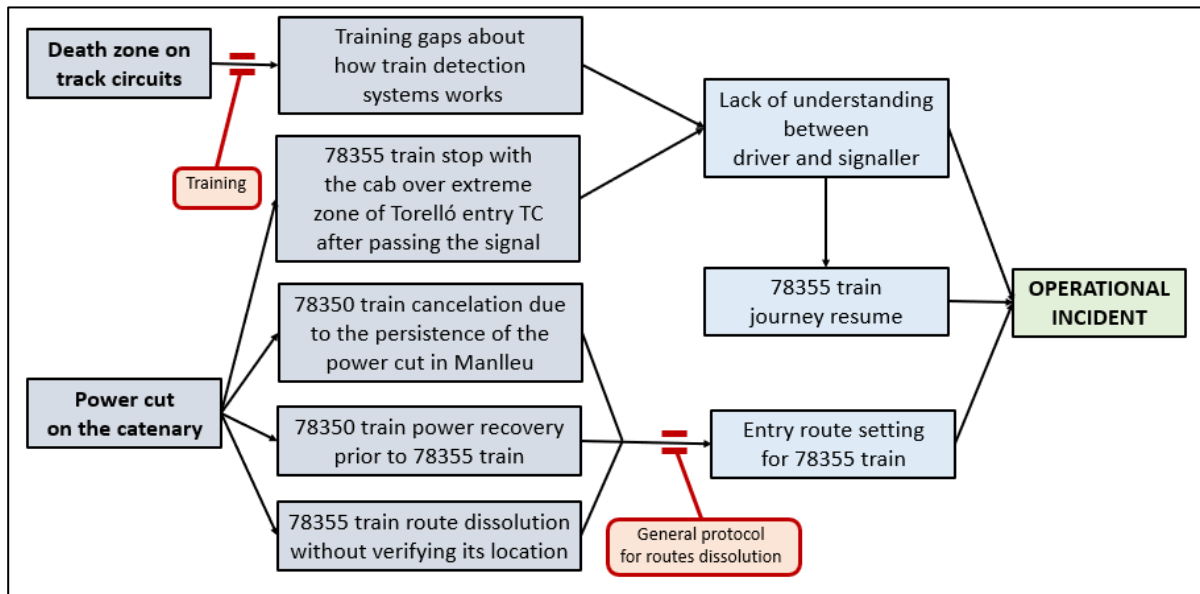 Death zone on
track circuits
Training gaps about
how train detection
systems works
Training
78355 train stop with
the cab over extreme
zone of Torelló entry TC
after passing the signal
Lack of understanding
between
driver and signaller
78350 train cancelation due
to the persistence of the
power cut in Manlleu
78355 train
journey resume
OPERATIONAL
INCIDENT
Power cut
on the catenary
78350 train power recovery
prior to 78355 train
Entry route setting
for 78355 train
78355 train route dissolution
without verifying its location
General protocol
for routes dissolution